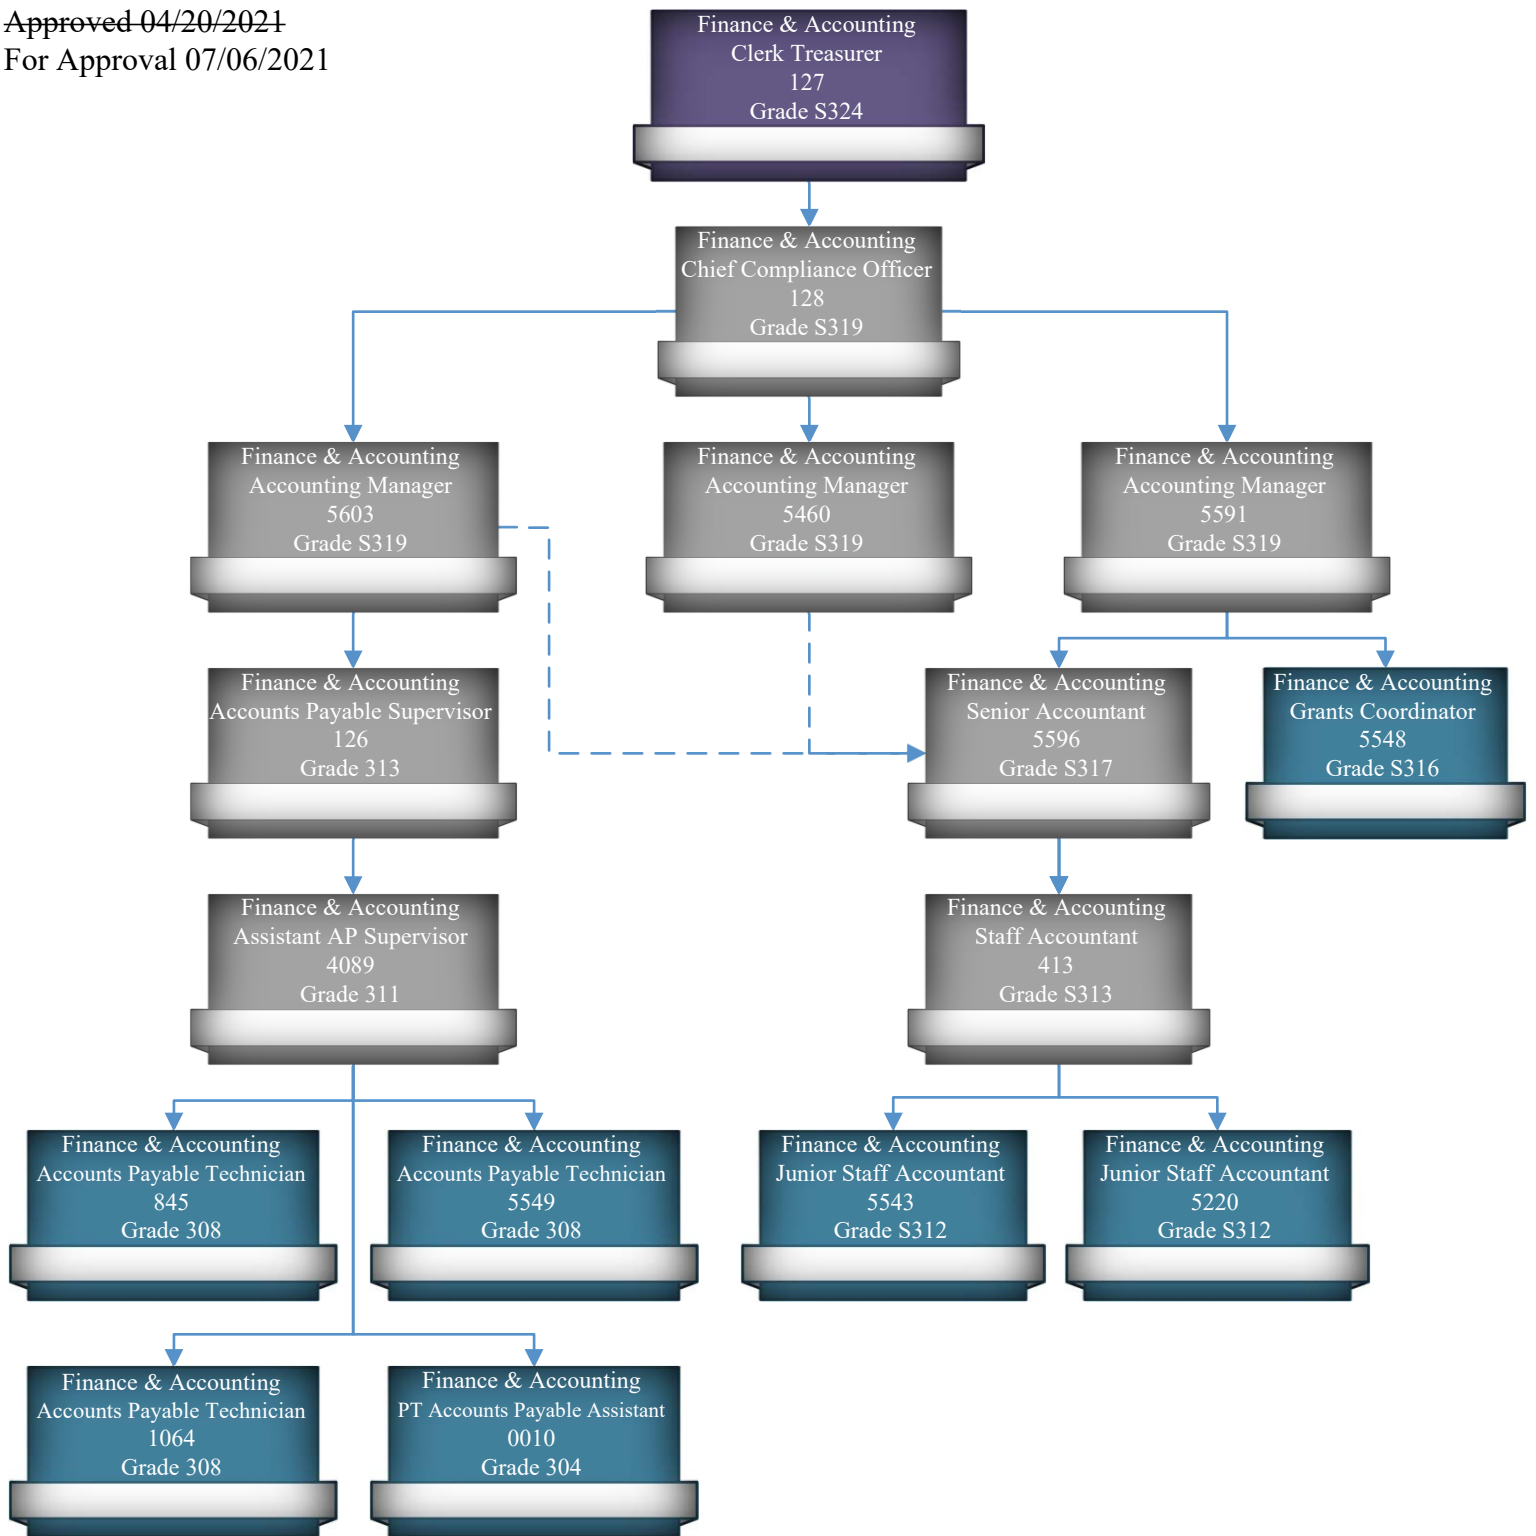 Approved 04/20/2021
For Approval 07/06/2021
Finance & Accounting
Clerk Treasurer
127
Grade S324
Finance & Accounting
Chief Compliance Officer
128
Grade S319
Finance & Accounting
Accounting Manager
5603
Grade S319
Finance & Accounting
Accounting Manager
5460
Grade S319
Finance & Accounting
Accounting Manager
5591
Grade S319
Finance & Accounting
Accounts Payable Supervisor
126
Grade 313
Finance & Accounting
Senior Accountant
5596
Grade S317
Finance & Accounting
Grants Coordinator
5548
Grade S316
Finance & Accounting
Assistant AP Supervisor
4089
Grade 311
Finance & Accounting
Staff Accountant
413
Grade S313
Finance & Accounting
Accounts Payable Technician
845
Grade 308
Finance & Accounting
Accounts Payable Technician
5549
Grade 308
Finance & Accounting
Junior Staff Accountant
5543
Grade S312
Finance & Accounting
Junior Staff Accountant
5220
Grade S312
Finance & Accounting
Accounts Payable Technician
1064
Grade 308
Finance & Accounting
PT Accounts Payable Assistant
0010
Grade 304